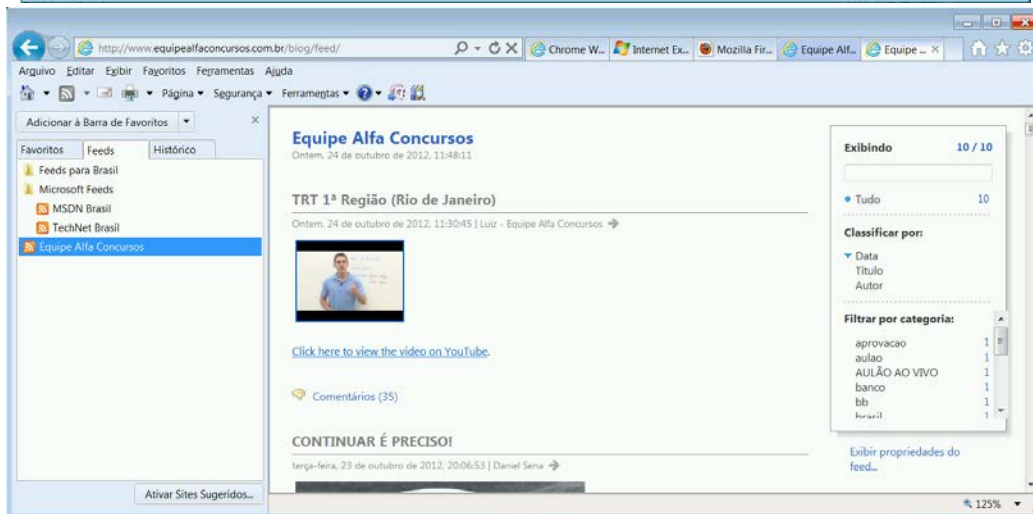 http://www.equipealfaconcursos.com.br/blog/feed/
Chrome W...
Internet Ex...
Mozilla Fir...
Equipe Alf...
Equipe ...
Arquivo Editar Exibir Favoritos Ferramentas Ajuda
Página Segurança Ferramentas
Adicionar à Barra de Favoritos
Favoritos Feeds Histórico
Feeds para Brasil
Microsoft Feeds
MSDN Brasil
TechNet Brasil
Equipe Alfa Concursos
Ativar Sites Sugeridos...
Equipe Alfa Concursos
Ontem, 24 de outubro de 2012, 11:48:11
TRT 1ª Região (Rio de Janeiro)
Ontem, 24 de outubro de 2012, 11:30:45 | Luiz - Equipe Alfa Concursos
Click here to view the video on YouTube.
Comentários (35)
CONTINUAR É PRECISO!
terça-feira, 23 de outubro de 2012, 20:06:53 | Daniel Sena
Exibindo 10 / 10
Tudo 10
Classificar por:
Data
Título
Autor
Filtrar por categoria:
aprovacao 1
aulao 1
AULÃO AO VIVO 1
banco 1
bb 1
brasil 1
Exibir propriedades do
feed...
125%